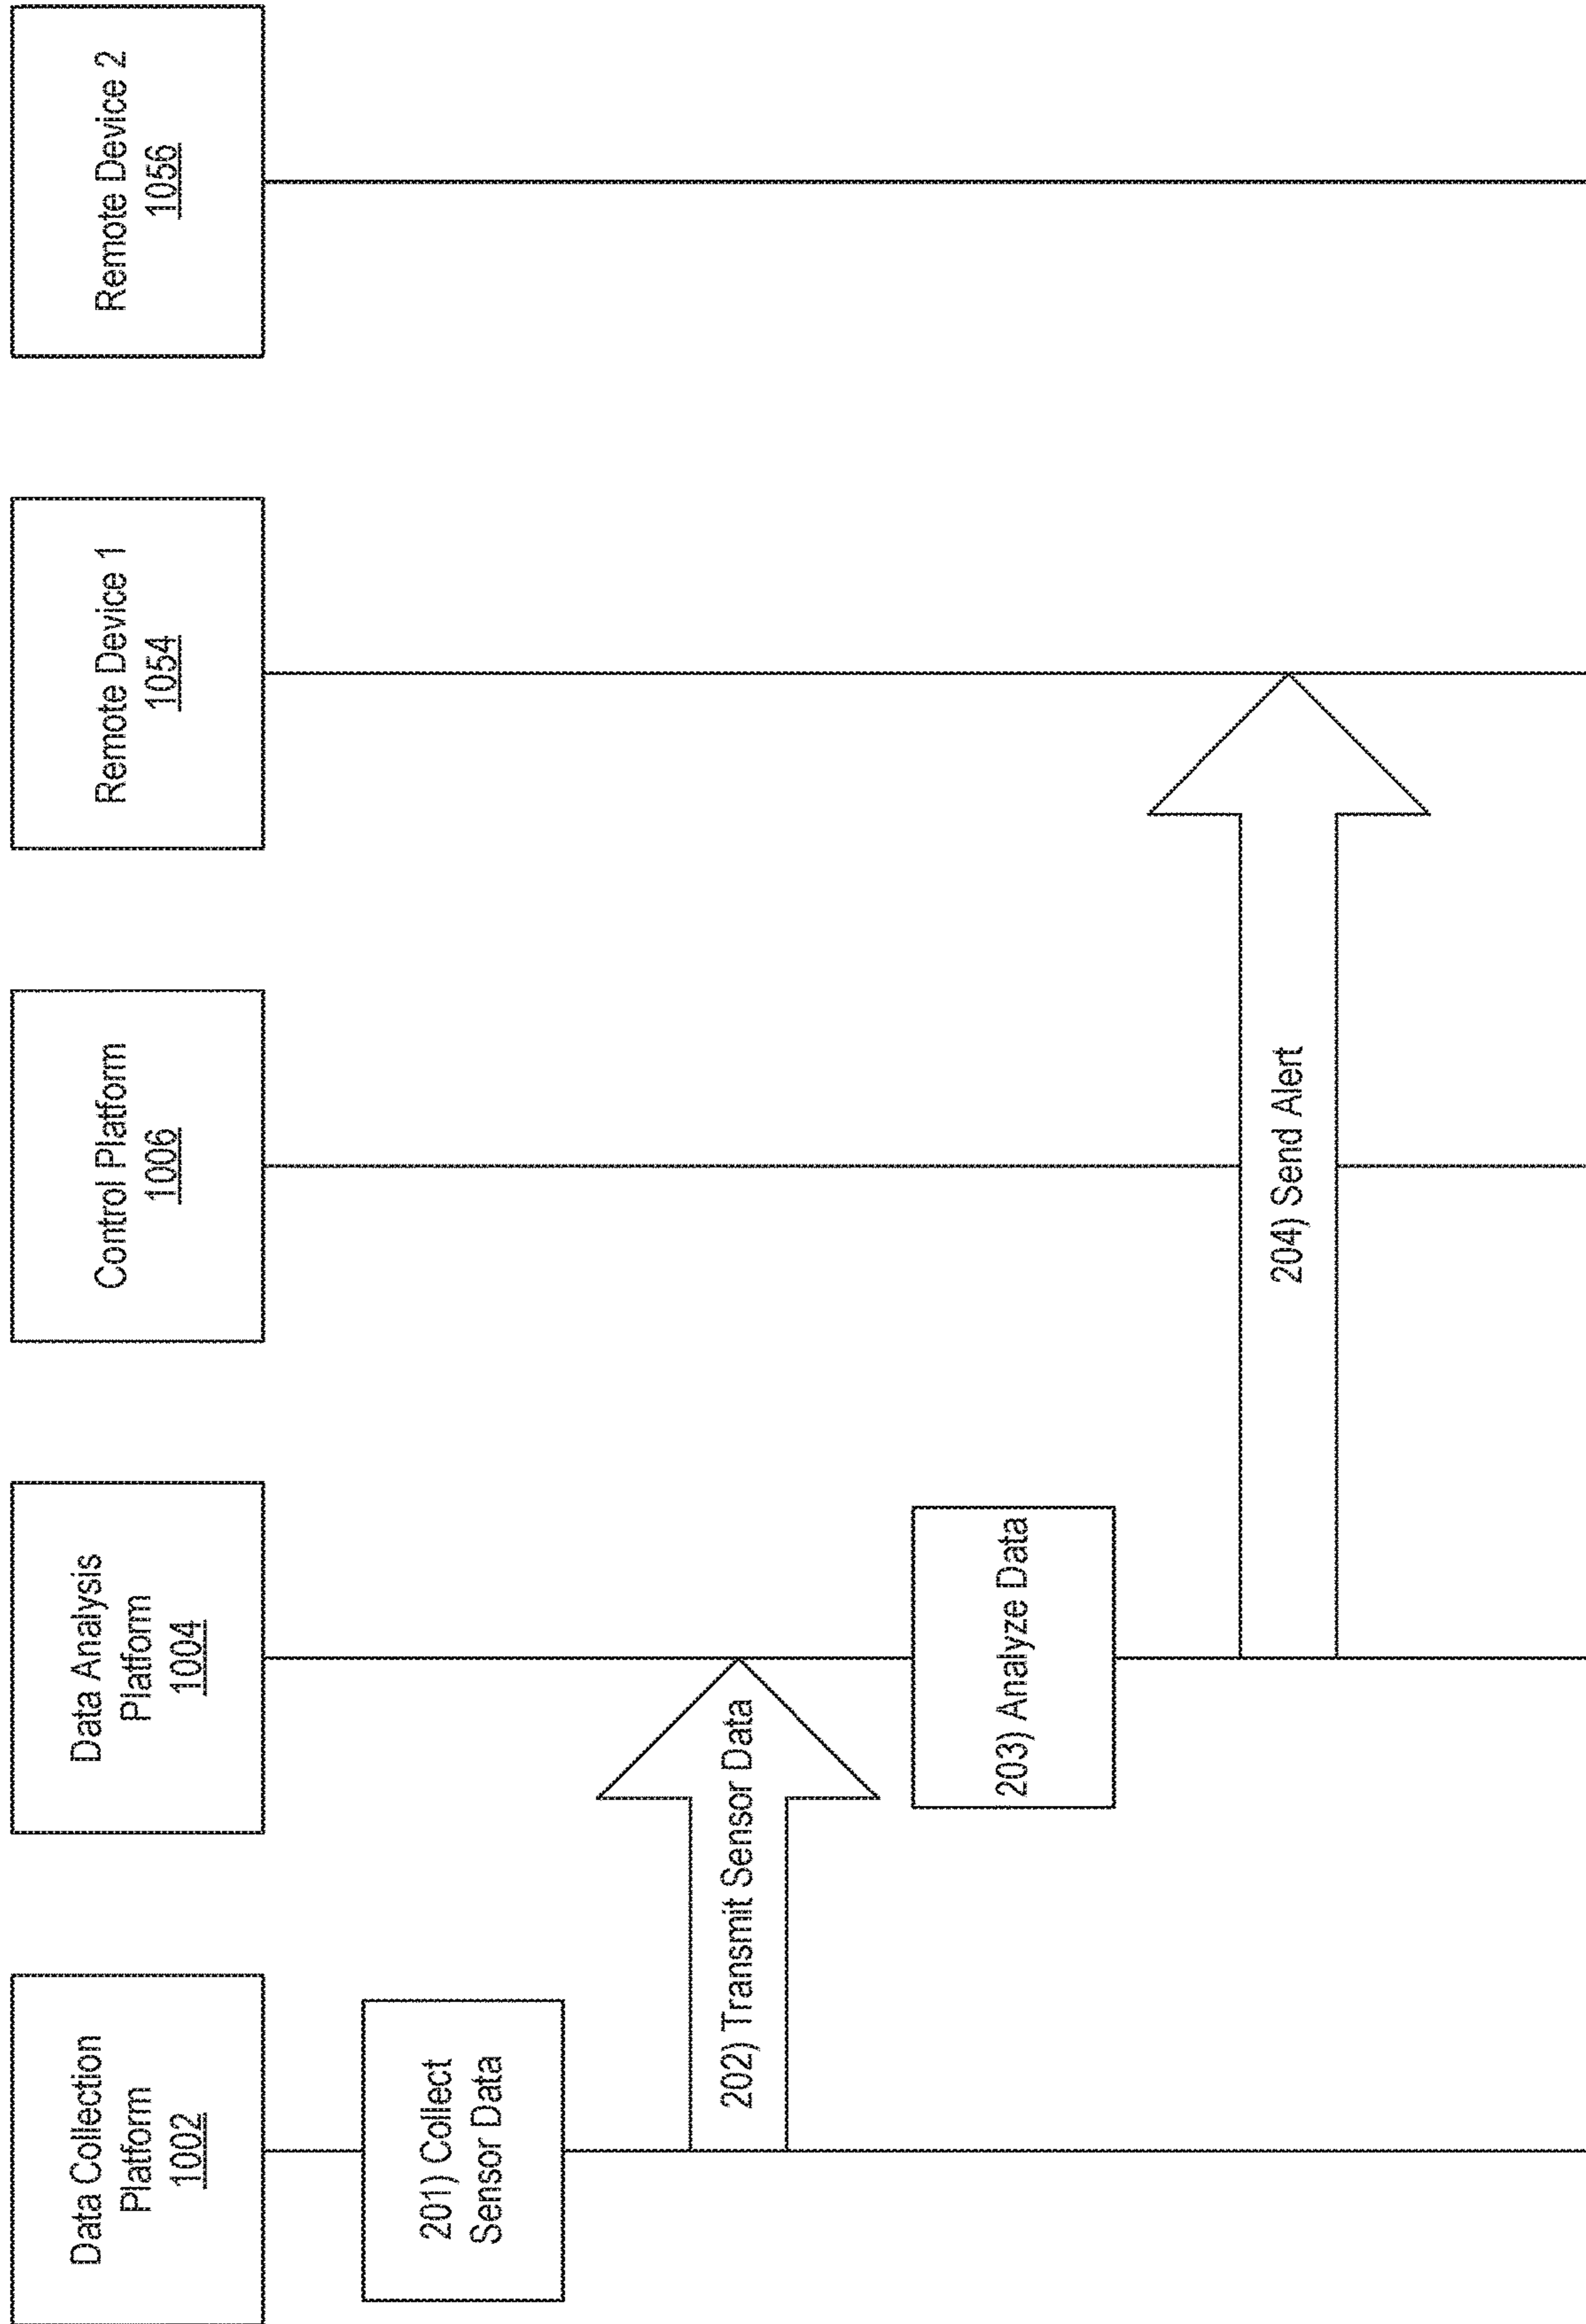 Data Collection
Platform
1002
Data Analysis
Platform
1004
Control Platform
1006
Remote Device 1
1054
Remote Device 2
1056
201) Collect
Sensor Data
202) Transmit Sensor Data
203) Analyze Data
204) Send Alert